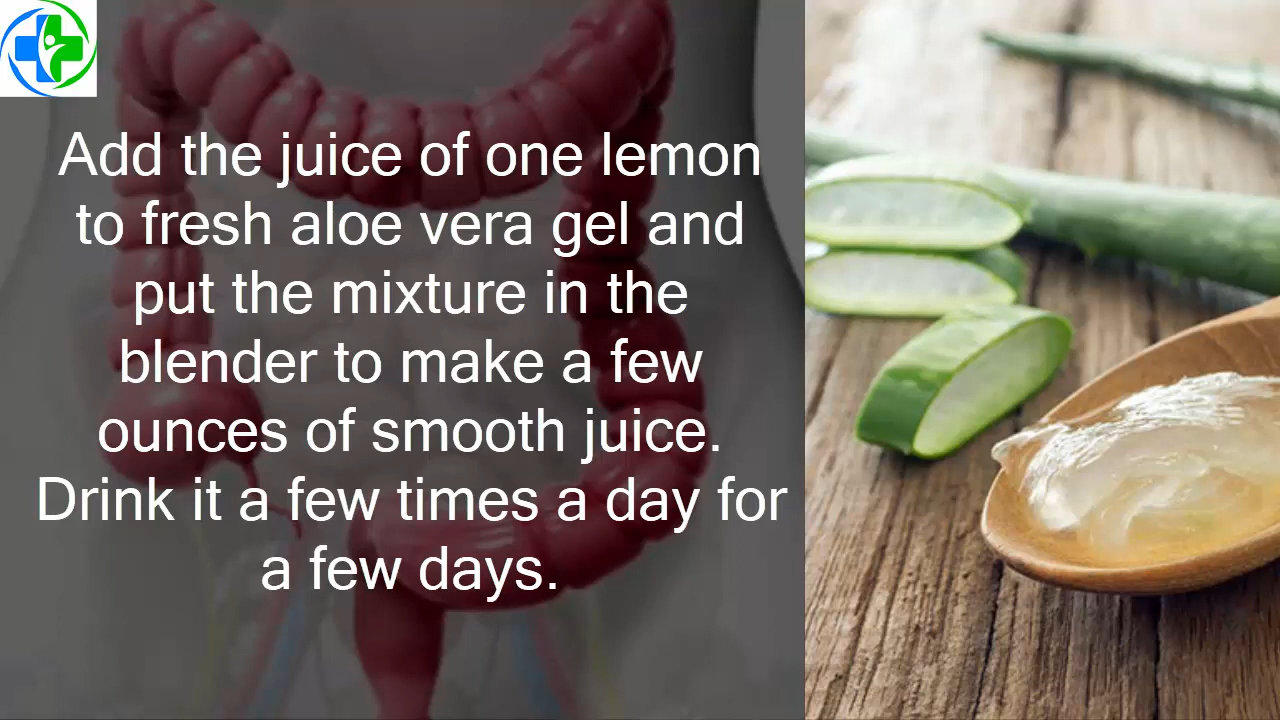 Add the juice of one lemon
to fresh aloe vera gel and
put the mixture in the
blender to make a few
ounces of smooth juice.
Drink it a few times a day for
a few days.